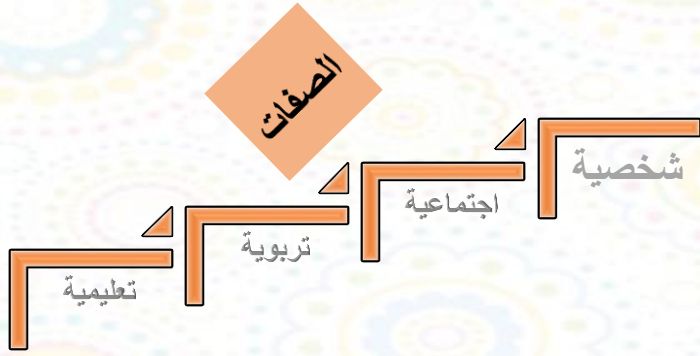 الصفات
شخصية
اجتماعية
تربوية
تعليمية